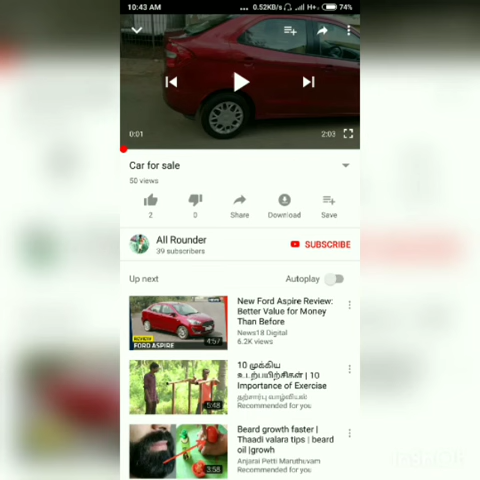 10:43 AM
... 0.52KB/s H+ 74%
0:01
2:03
Car for sale
50 views
2
0
Share
Download
Save
All Rounder
39 subscribers
SUBSCRIBE
Up next
Autoplay
New Ford Aspire Review:
Better Value for Money
Than Before
News18 Digital
6.2K views
REVIEW
FORD ASPIRE
4:57
10 முக்கிய
உடற்பயிற்சிகள் | 10
Importance of Exercise
தற்சார்பு வாழ்வியல்
Recommended for you
5:48
Beard growth faster |
Thaadi valara tips | beard
oil |growh
Anjarai Petti Maruthuvam
Recommended for you
3:58